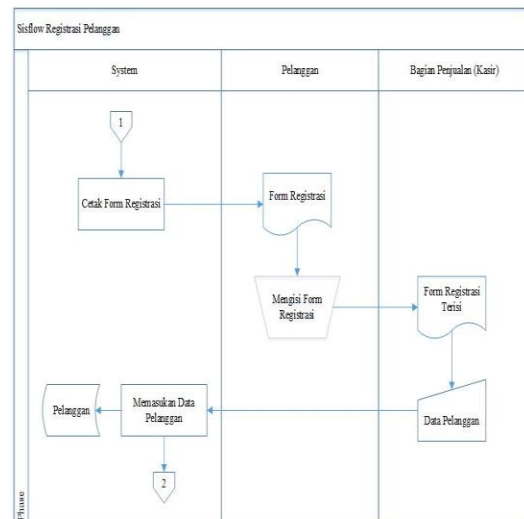 Sisflow Registrasi Pelanggan
System
Pelanggan
Bagian Penjualan (Kasir)
1
Cetak Form Registrasi
Form Registrasi
Mengisi Form
Registrasi
Form Registrasi
Terisi
Pelanggan
Memasukan Data
Pelanggan
Data Pelanggan
2
Phase